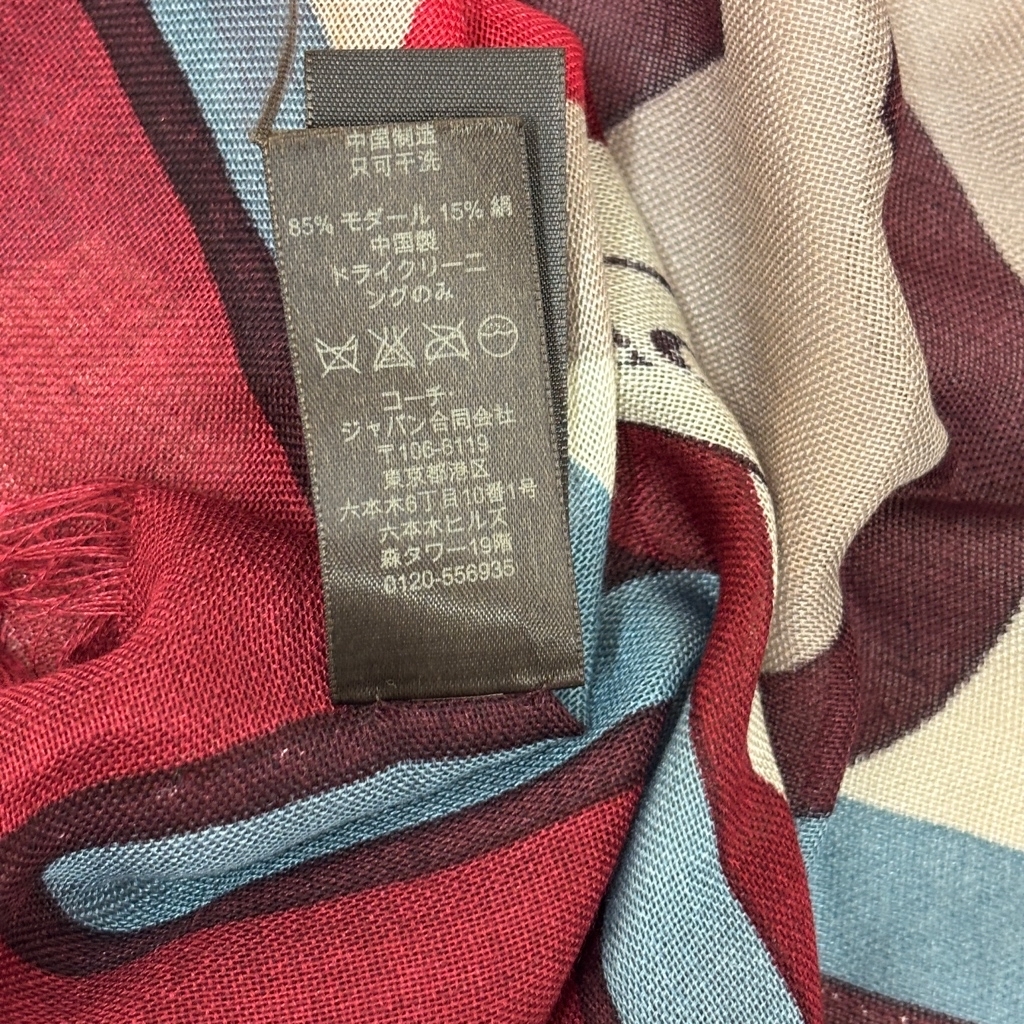 中国制造
只可干洗
85% モダール 15% 絹
中国製
ドライクリーニ
ングのみ
コーチ・
ジャパン合同会社
〒106-6119
東京都港区
六本木6丁目10番1号
六本木ヒルズ
森タワー19階
0120-556935